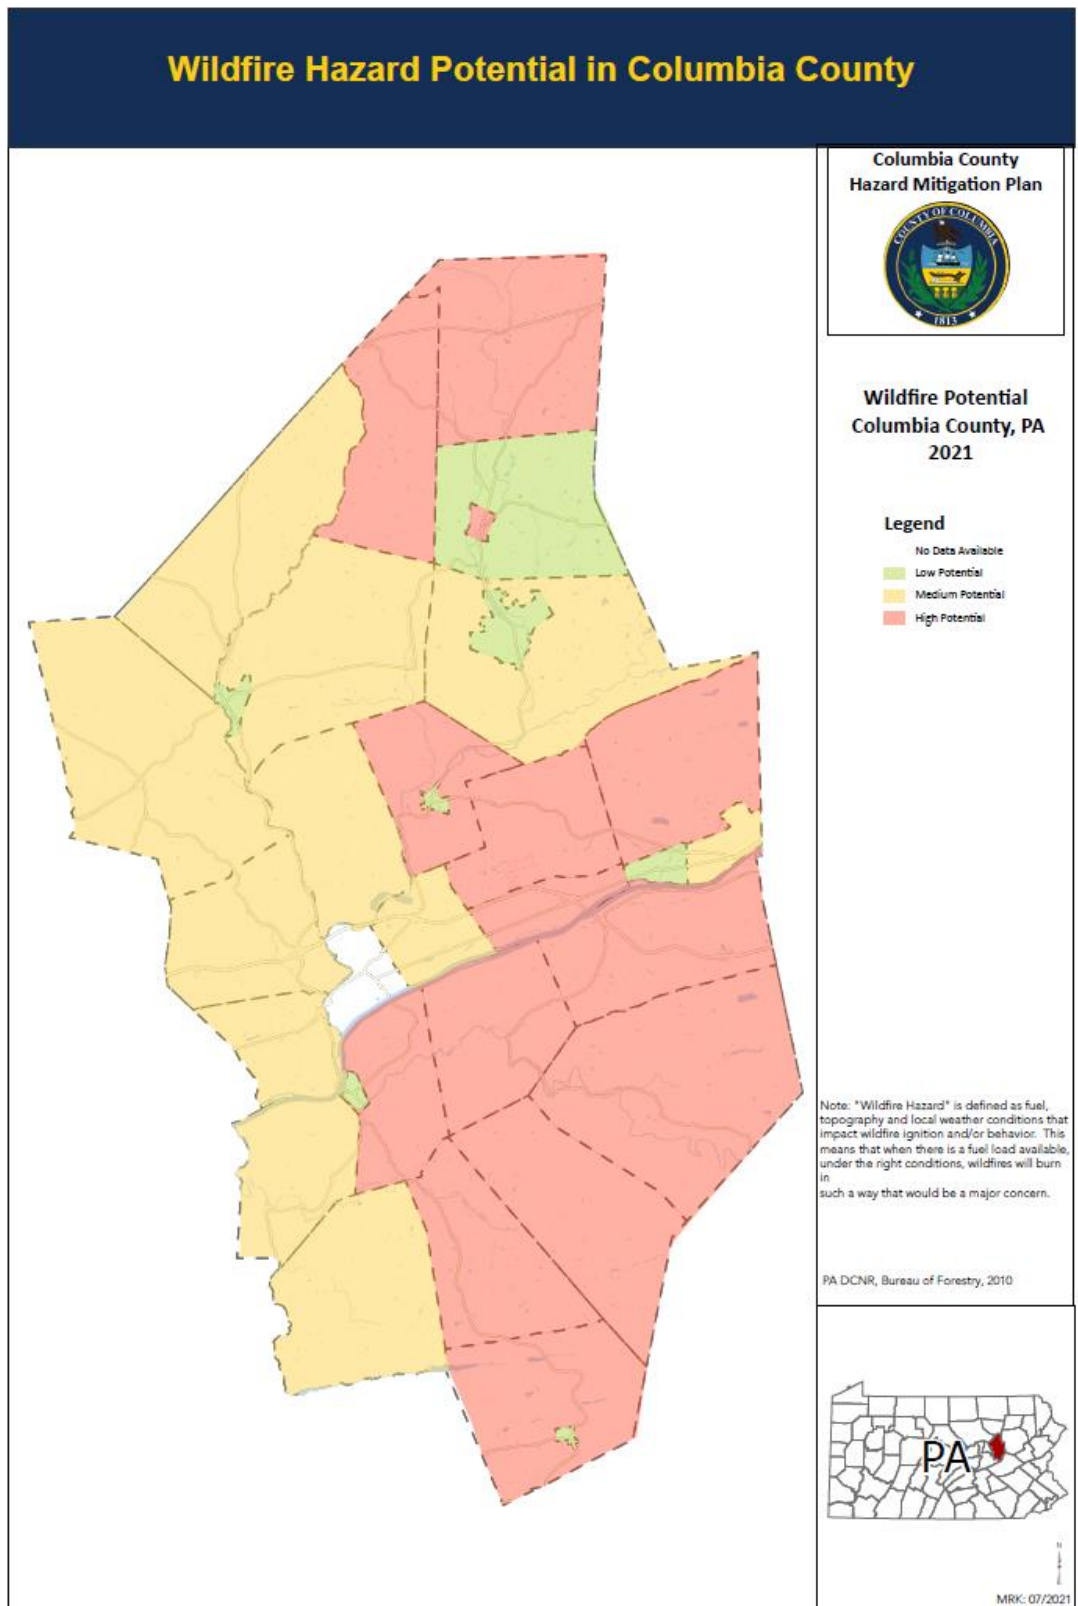 Wildfire Hazard Potential in Columbia County
Columbia County
Hazard Mitigation Plan
COUNTY OF COLUMBIA
1813
Wildfire Potential
Columbia County, PA
2021
Legend
No Data Available
Low Potential
Medium Potential
High Potential
Note: "Wildfire Hazard" is defined as fuel,
topography and local weather conditions that
impact wildfire ignition and/or behavior. This
means that when there is a fuel load available,
under the right conditions, wildfires will burn
in
such a way that would be a major concern.
PA DCNR, Bureau of Forestry, 2010
PA
N
MRK: 07/2021